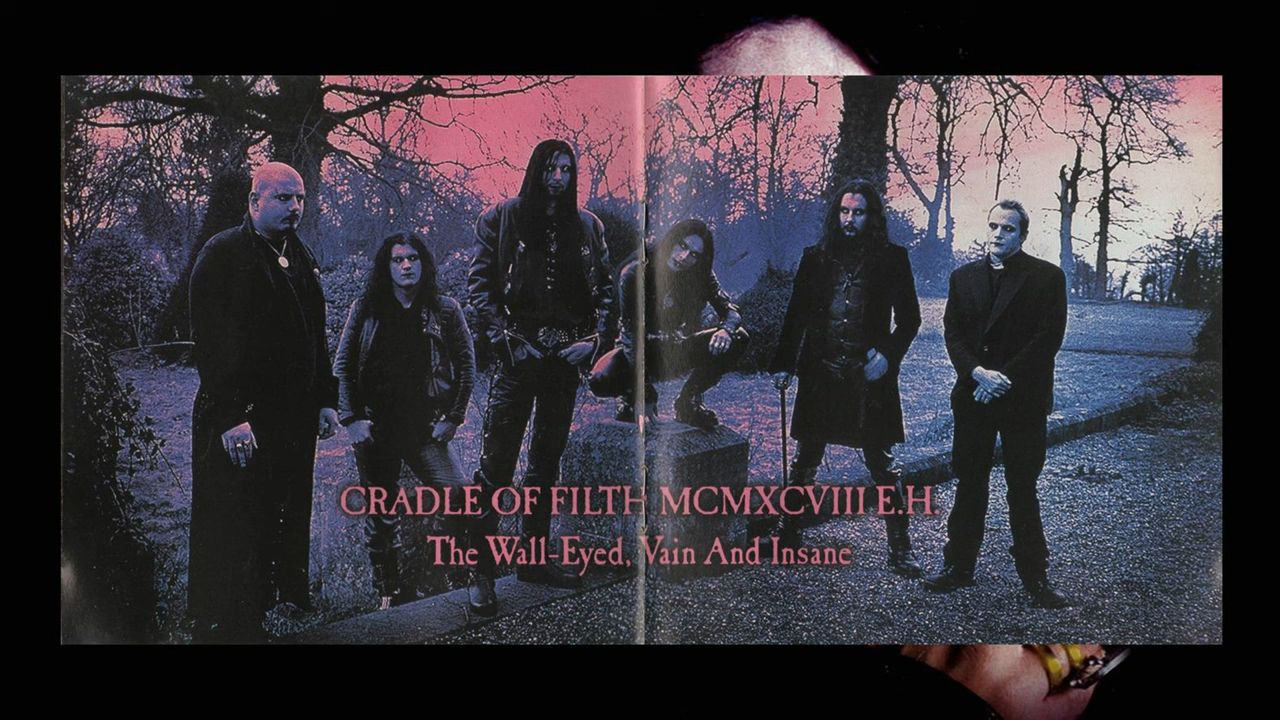 CRADLE OF FILTH MCMXCVIII E.H.
The Wall-Eyed, Vain And Insane